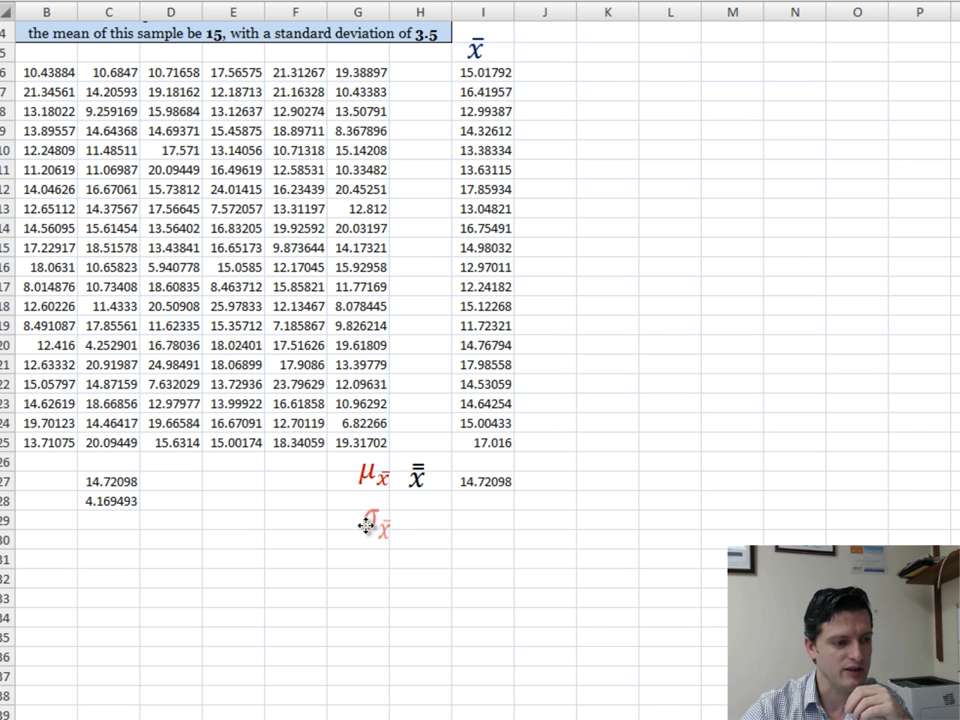 B C D E F G H I J K L M N O P
4 the mean of this sample be 15, with a standard deviation of 3.5
5 x̄
6 10.43884 10.6847 10.71658 17.56575 21.31267 19.38897 15.01792
7 21.34561 14.20593 19.18162 12.18713 21.16328 10.43383 16.41957
8 13.18022 9.259169 15.98684 13.12637 12.90274 13.50791 12.99387
9 13.89557 14.64368 14.69371 15.45875 18.89711 8.367896 14.32612
10 12.24809 11.48511 17.571 13.14056 10.71318 15.14208 13.38334
11 11.20619 11.06987 20.09449 16.49619 12.58531 10.33482 13.63115
12 14.04626 16.67061 15.73812 24.01415 16.23439 20.45251 17.85934
13 12.65112 14.37567 17.56645 7.572057 13.31197 12.812 13.04821
14 14.56095 15.61454 13.56402 16.83205 19.92592 20.03197 16.75491
15 17.22917 18.51578 13.43841 16.65173 9.873644 14.17321 14.98032
16 18.0631 10.65823 5.940778 15.0585 12.17045 15.92958 12.97011
17 8.014876 10.73408 18.60835 8.463712 15.85821 11.77169 12.24182
18 12.60226 11.4333 20.50908 25.97833 12.13467 8.078445 15.12268
19 8.491087 17.85561 11.62335 15.35712 7.185867 9.826214 11.72321
20 12.416 4.252901 16.78036 18.02401 17.51626 19.61809 14.76794
21 12.63332 20.91987 24.98491 18.06899 17.9086 13.39779 17.98558
22 15.05797 14.87159 7.632029 13.72936 23.79629 12.09631 14.53059
23 14.62619 18.66856 12.97977 13.99922 16.61858 10.96292 14.64254
24 19.70123 14.46417 19.66584 16.67091 12.70119 6.82266 15.00433
25 13.71075 20.09449 15.6314 15.00174 18.34059 19.31702 17.016
26
27 14.72098 μx̄ x̿ 14.72098
28 4.169493
29 σx̄
30
31
32
33
34
35
36
37
38
39